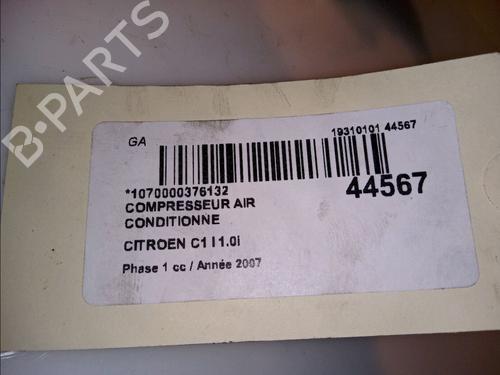 B-PARTS
GA
19310101 44567
*1070000376132
44567
COMPRESSEUR AIR
CONDITIONNE
CITROEN C1 I 1.0i
Phase 1 cc / Année 2007